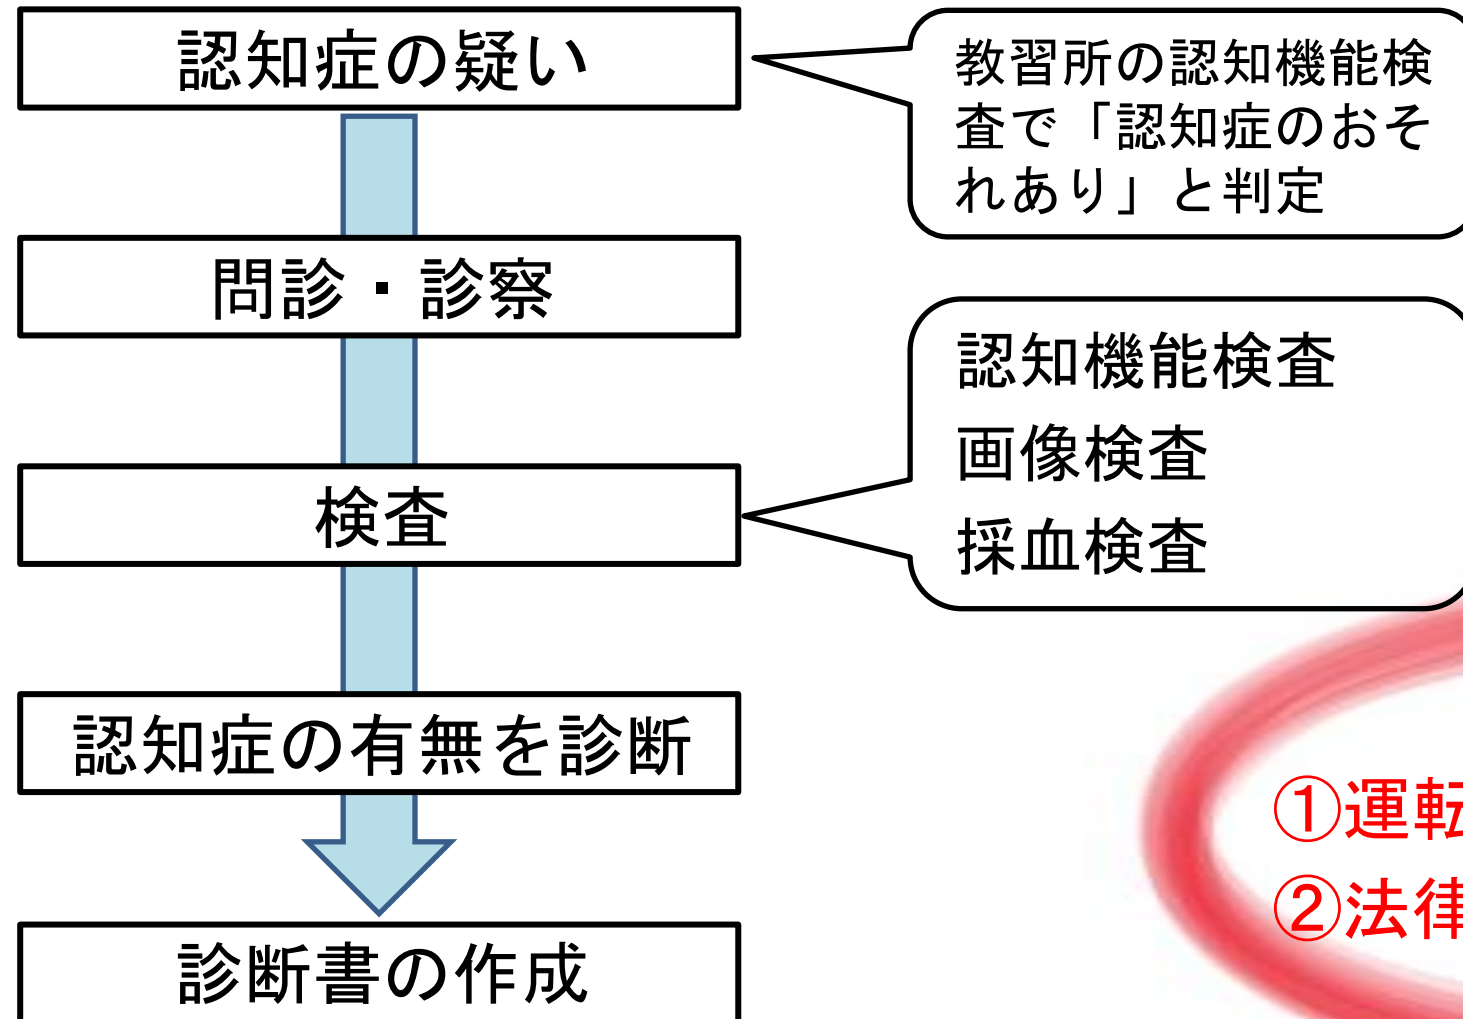 認知症の疑い
教習所の認知機能検
査で「認知症のおそ
れあり」と判定
問診・診察
認知機能検査
画像検査
採血検査
検査
認知症の有無を診断
①運転
②法律
診断書の作成